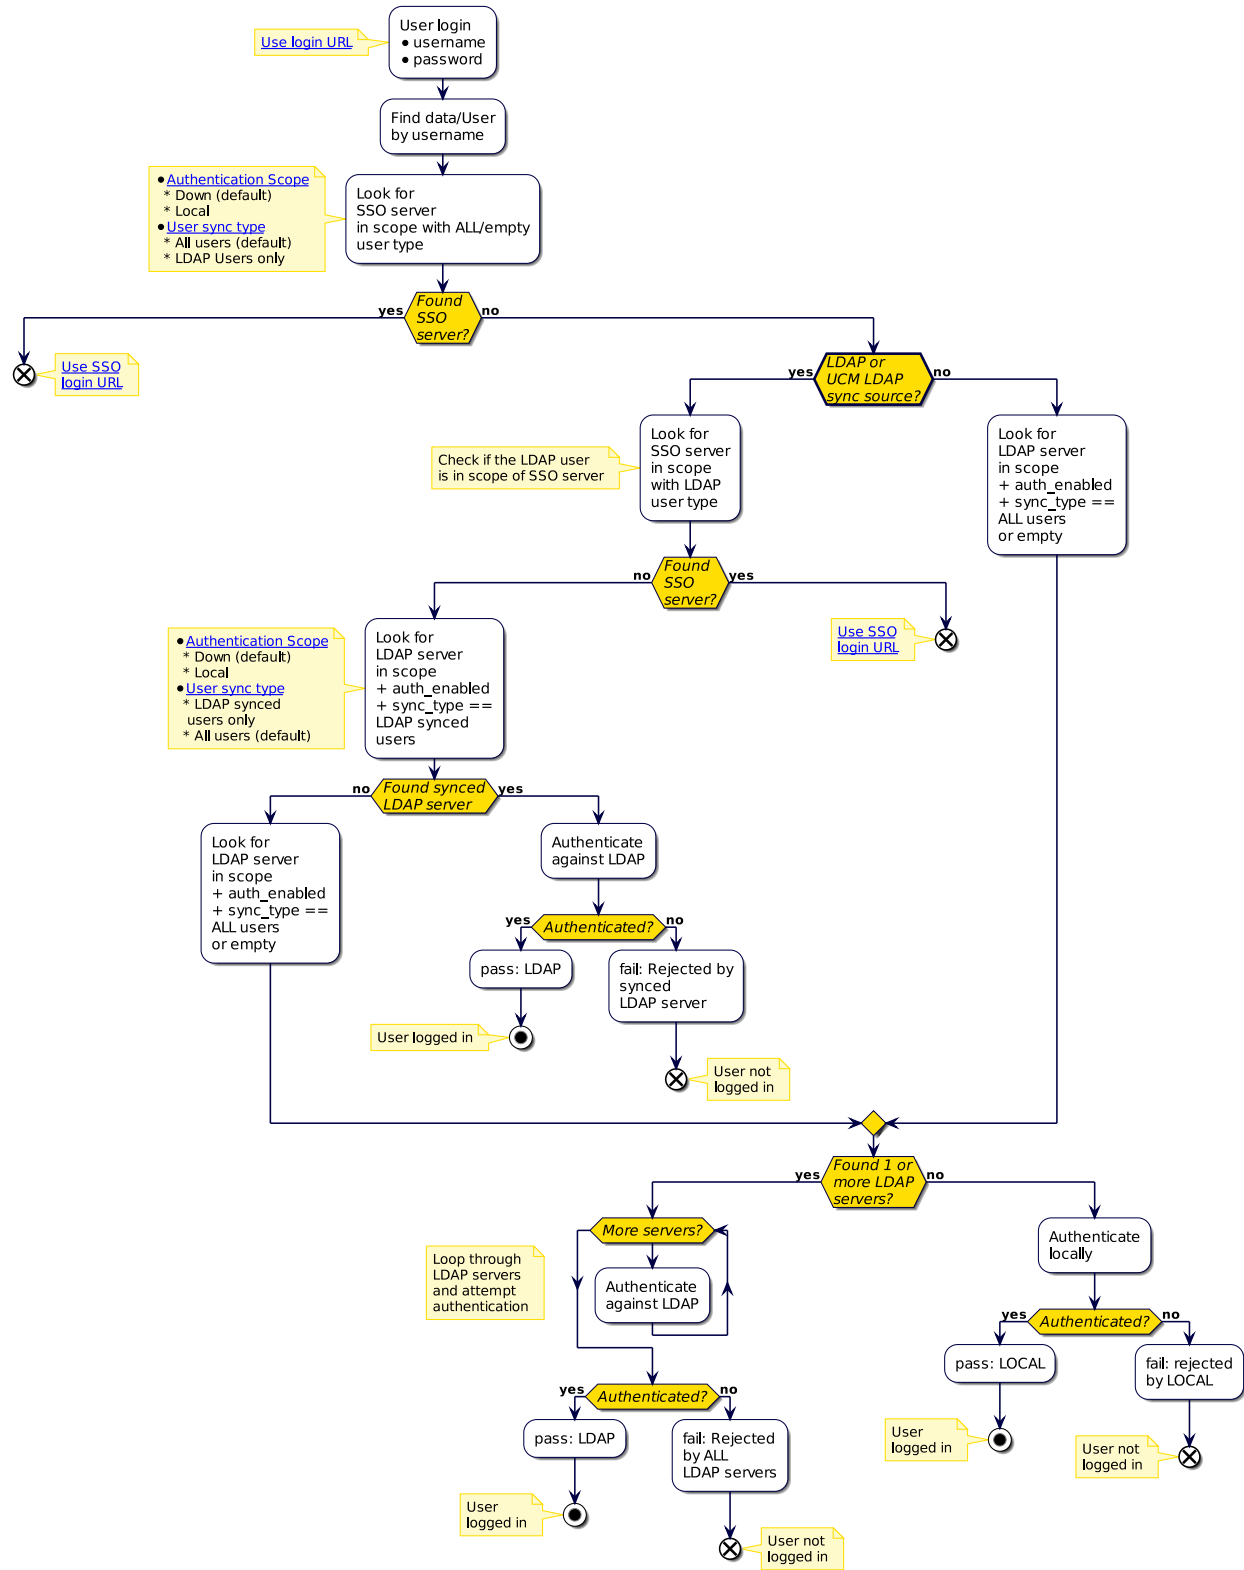 User login
• username
• password
Use login URL
Find data/User
by username
• Authentication Scope
* Down (default)
* Local
• User sync type
* All users (default)
* LDAP Users only
Look for
SSO server
in scope with ALL/empty
user type
yes
Found
SSO
server?
no
Use SSO
login URL
yes
LDAP or
UCM LDAP
sync source?
no
Check if the LDAP user
is in scope of SSO server
Look for
SSO server
in scope
with LDAP
user type
Look for
LDAP server
in scope
+ auth_enabled
+ sync_type ==
ALL users
or empty
no
Found
SSO
server?
yes
Use SSO
login URL
• Authentication Scope
* Down (default)
* Local
• User sync type
* LDAP synced
users only
* All users (default)
Look for
LDAP server
in scope
+ auth_enabled
+ sync_type ==
LDAP synced
users
no
Found synced
LDAP server
yes
Look for
LDAP server
in scope
+ auth_enabled
+ sync_type ==
ALL users
or empty
Authenticate
against LDAP
yes
Authenticated?
no
pass: LDAP
fail: Rejected by
synced
LDAP server
User logged in
User not
logged in
yes
Found 1 or
more LDAP
servers?
no
More servers?
Loop through
LDAP servers
and attempt
authentication
Authenticate
against LDAP
Authenticate
locally
yes
Authenticated?
no
pass: LOCAL
fail: rejected
by LOCAL
User
logged in
User not
logged in
yes
Authenticated?
no
pass: LDAP
fail: Rejected
by ALL
LDAP servers
User
logged in
User not
logged in